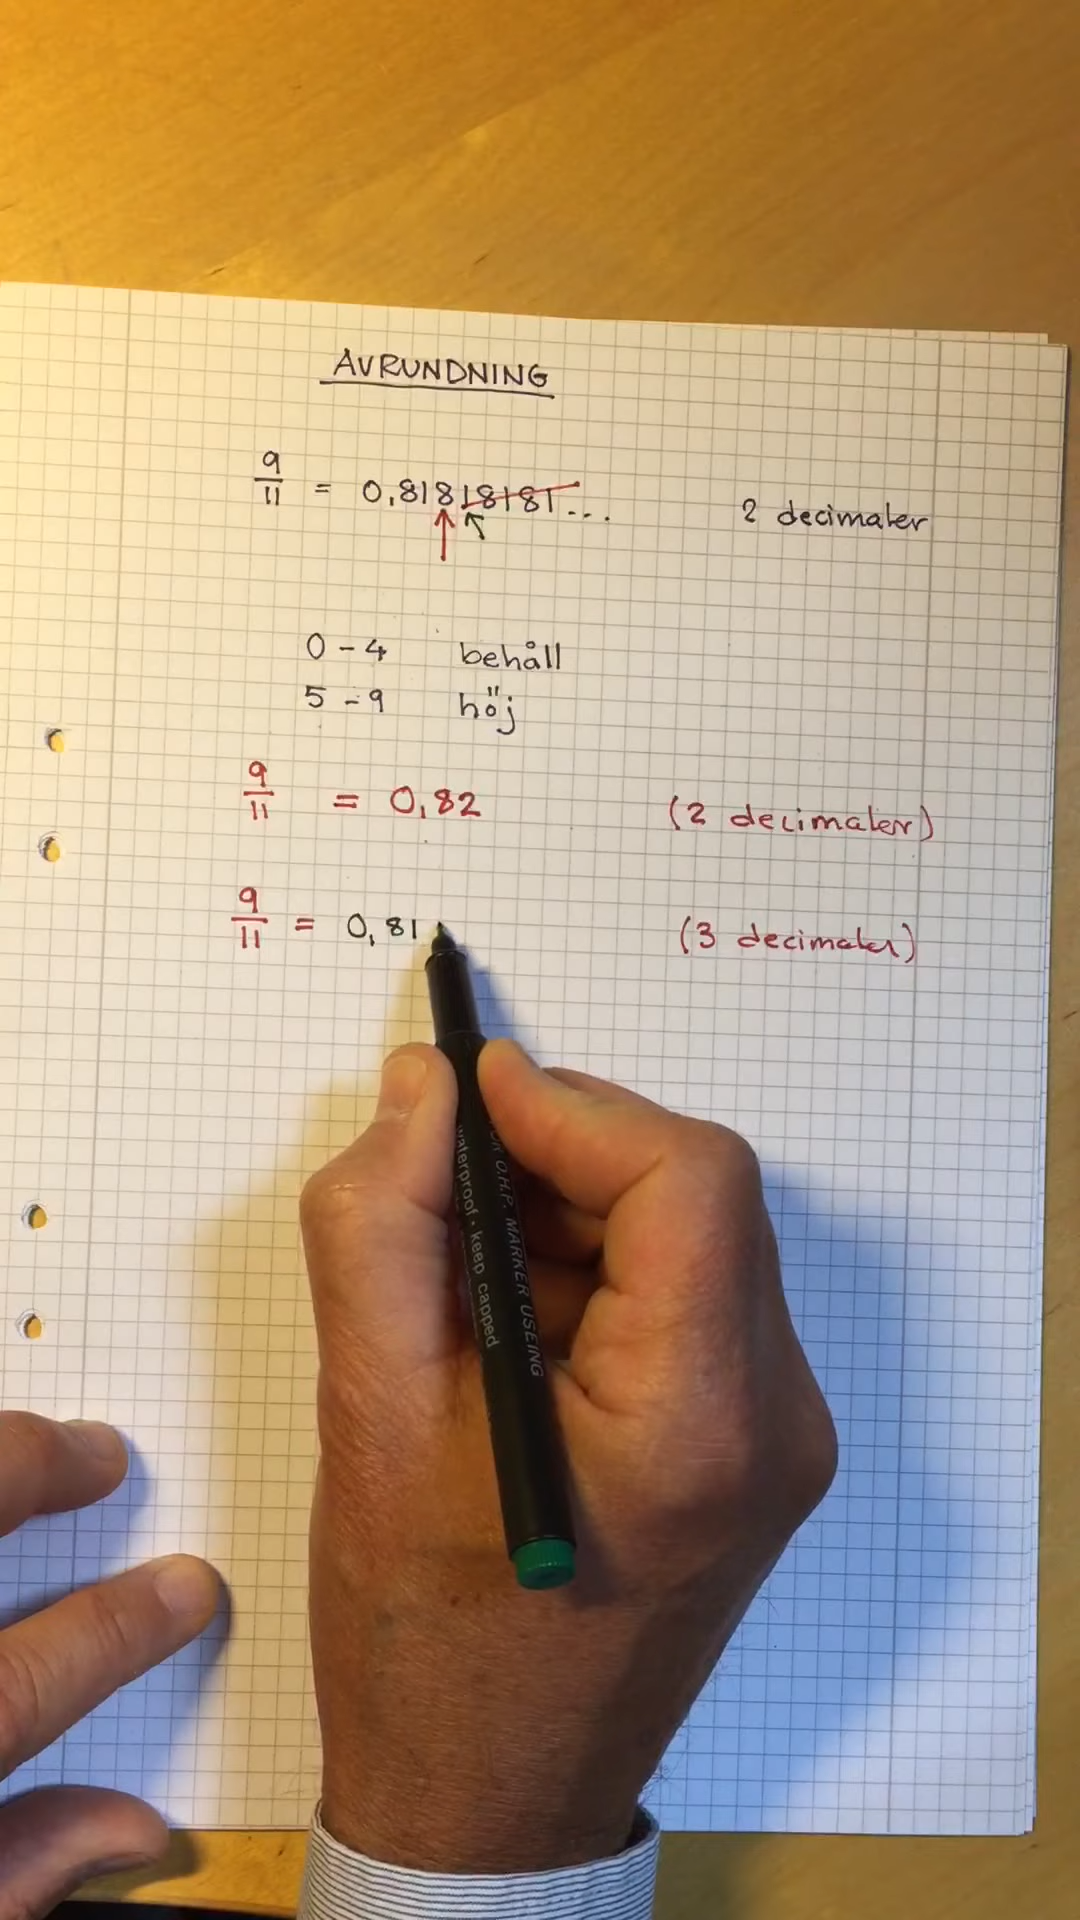 AVRUNDNING
9/11 = 0,81818181... 2 decimaler
0 - 4 behåll
5 - 9 höj
9/11 = 0,82 (2 decimaler)
9/11 = 0,81 (3 decimaler)
waterproof · keep capped
O.H.P. MARKER USEING